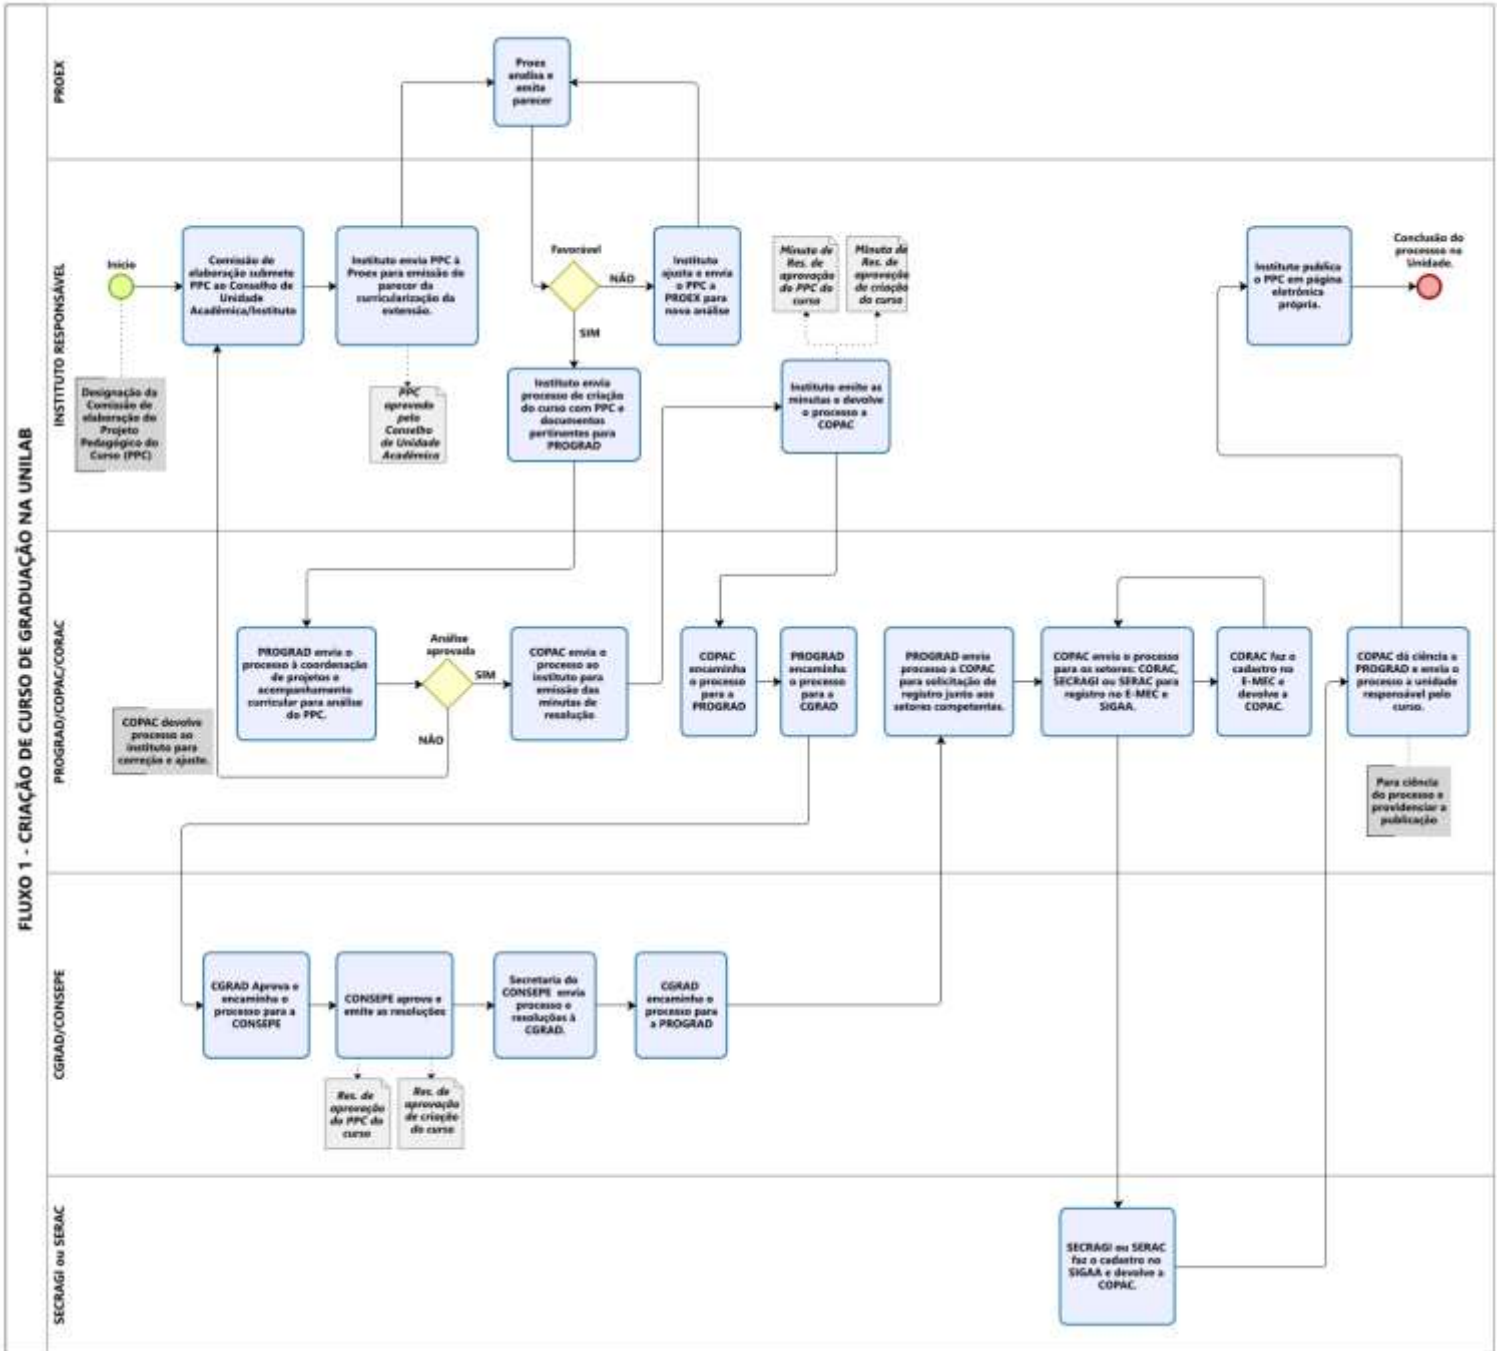 FLUXO 1 - CRIAÇÃO DE CURSO DE GRADUAÇÃO NA UNILAB
PROEX
Proex
analisa e
emite
parecer
INSTITUTO RESPONSÁVEL
Início
Designação da
Comissão de
elaboração do
Projeto
Pedagógico do
Curso (PPC)
Comissão de
elaboração submete
PPC ao Conselho de
Unidade
Acadêmica/Instituto
Instituto envia PPC à
Proex para emissão do
parecer da
curricularização da
extensão.
PPC
aprovado
pelo
Conselho
de Unidade
Acadêmica
Favorável
NÃO
SIM
Instituto
ajusta e envia
o PPC a
PROEX para
nova análise
Instituto envia
processo de criação
do curso com PPC e
documentos
pertinentes para
PROGRAD
Minuta de
Res. de
aprovação
do PPC do
curso
Minuta de
Res. de
aprovação
de criação
do curso
Instituto emite as
minutas e devolve
o processo a
COPAC
Instituto publica
o PPC em página
eletrônica
própria.
Conclusão do
processo na
Unidade.
PROGRAD/COPAC/CORAC
COPAC devolve
processo ao
instituto para
correção e ajuste.
PROGRAD envia o
processo à coordenação
de projetos e
acompanhamento
curricular para análise
do PPC.
Análise
aprovada
SIM
NÃO
COPAC envia o
processo ao
instituto para
emissão das
minutas de
resolução
COPAC
encaminha
o processo
para a
PROGRAD
PROGRAD
encaminha
o processo
para a
CGRAD
PROGRAD envia
processo a COPAC
para solicitação de
registro junto aos
setores competentes.
COPAC envia o processo
para os setores: CORAC,
SECRAGI ou SERAC para
registro no E-MEC e
SIGAA.
CORAC faz o
cadastro no
E-MEC e
devolve a
COPAC.
COPAC dá ciência a
PROGRAD e envia o
processo a unidade
responsável pelo
curso.
Para ciência
do processo e
providenciar a
publicação
CGRAD/CONSEPE
CGRAD Aprova e
encaminha o
processo para a
CONSEPE
CONSEPE aprova e
emite as resoluções
Res. de
aprovação
do PPC do
curso
Res. de
aprovação
de criação
do curso
Secretaria do
CONSEPE envia
processo e
resoluções à
CGRAD.
CGRAD
encaminha o
processo para
a PROGRAD
SECRAGI ou SERAC
SECRAGI ou SERAC
faz o cadastro no
SIGAA e devolve a
COPAC.